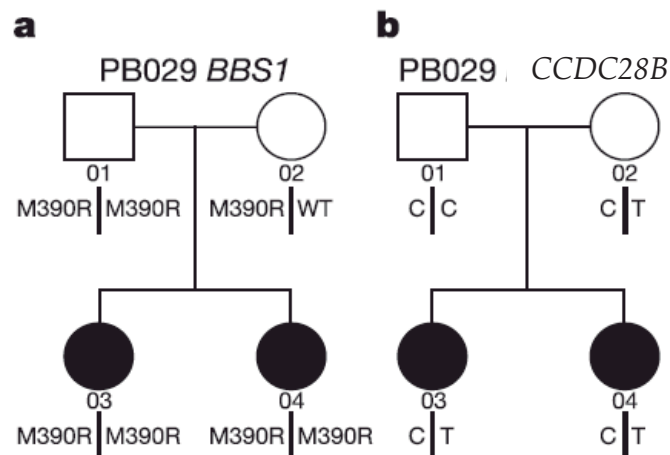 a
PB029 BBS1
01
02
M390R M390R
M390R WT
03
04
M390R M390R
M390R M390R
b
PB029 CCDC28B
01
02
C C
C T
03
04
C T
C T